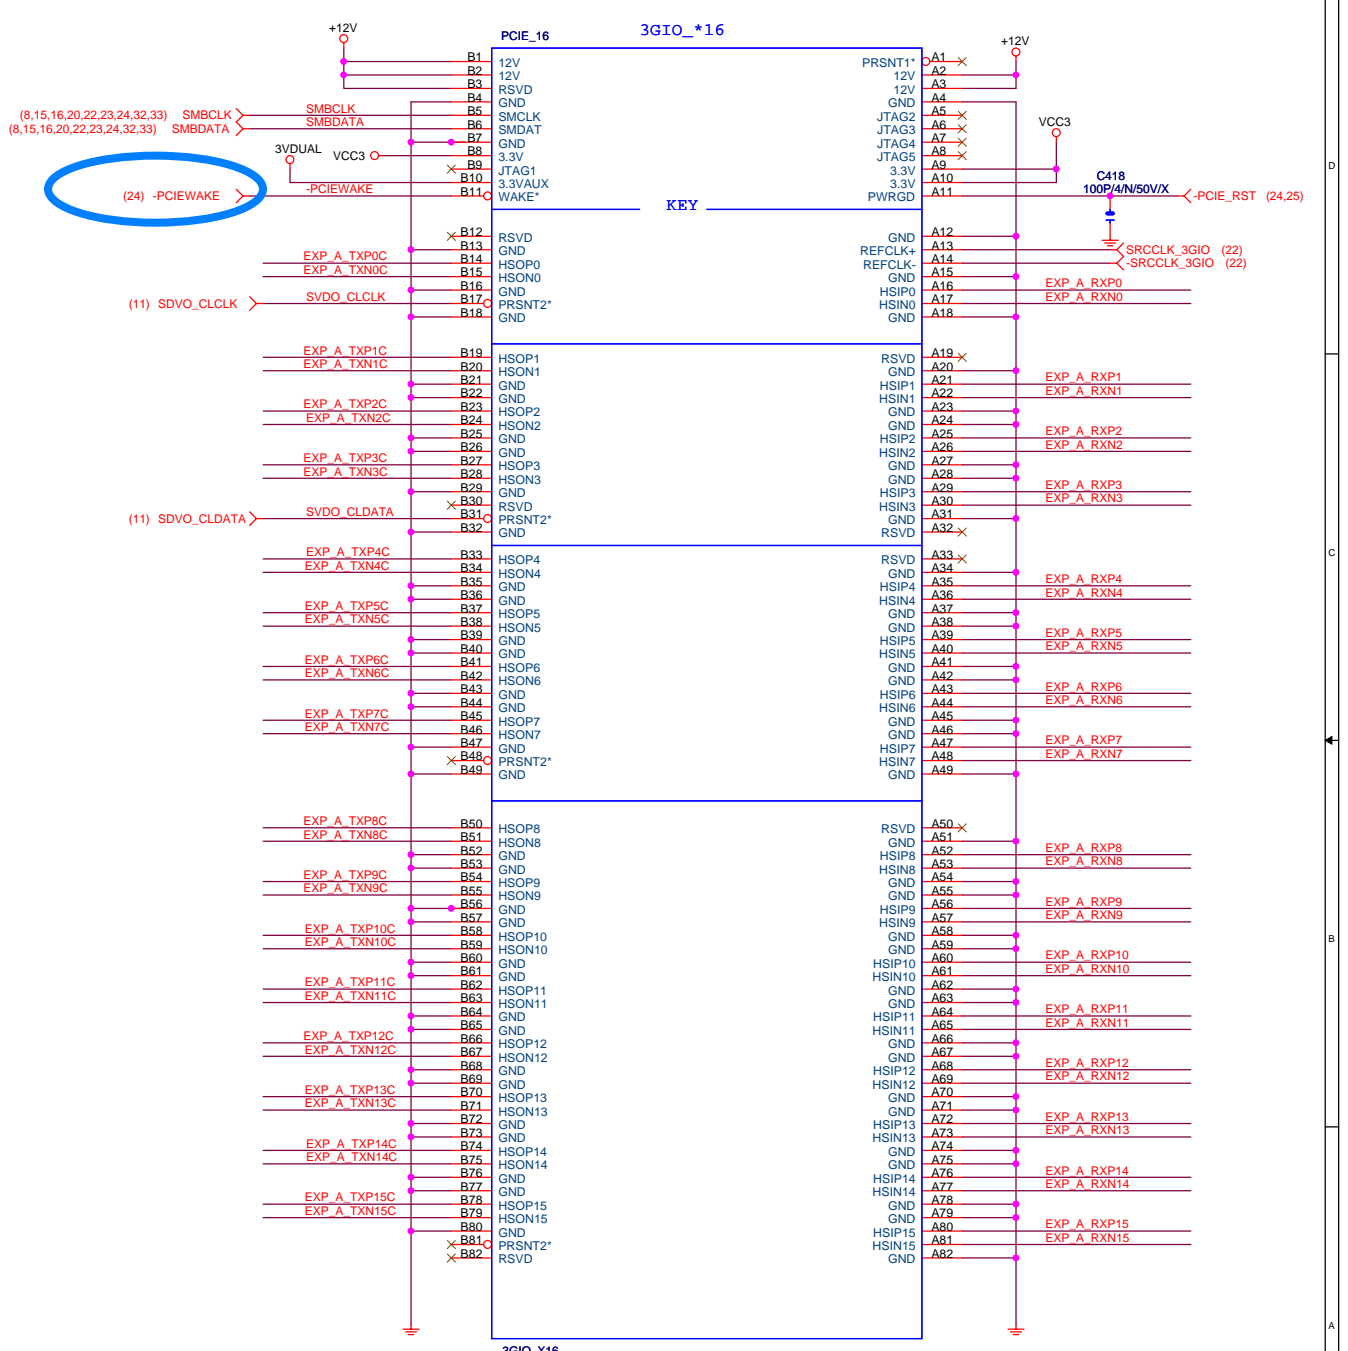 3GIO_*16
PCIE_16
+12V
+12V
B1 12V PRSNT1* A1
B2 12V 12V A2
B3 RSVD 12V A3
B4 GND GND A4
(8,15,16,20,22,23,24,32,33) SMBCLK SMBCLK B5 SMCLK JTAG2 A5
(8,15,16,20,22,23,24,32,33) SMBDATA SMBDATA B6 SMDAT JTAG3 A6 VCC3
B7 GND JTAG4 A7
3VDUAL VCC3 B8 3.3V JTAG5 A8
B9 JTAG1 3.3V A9
B10 3.3VAUX 3.3V A10 C418
100P/4/N/50V/X
(24) -PCIEWAKE -PCIEWAKE B11 WAKE* PWRGD A11 -PCIE_RST (24,25)
KEY
B12 RSVD GND A12
B13 GND REFCLK+ A13 SRCCLK_3GIO (22)
EXP_A_TXP0C B14 HSOP0 REFCLK- A14 -SRCCLK_3GIO (22)
EXP_A_TXN0C B15 HSON0 GND A15
B16 GND HSIP0 A16 EXP_A_RXP0
(11) SDVO_CLCLK SVDO_CLCLK B17 PRSNT2* HSIN0 A17 EXP_A_RXN0
B18 GND GND A18
EXP_A_TXP1C B19 HSOP1 RSVD A19
EXP_A_TXN1C B20 HSON1 GND A20
B21 GND HSIP1 A21 EXP_A_RXP1
B22 GND HSIN1 A22 EXP_A_RXN1
EXP_A_TXP2C B23 HSOP2 GND A23
EXP_A_TXN2C B24 HSON2 GND A24
B25 GND HSIP2 A25 EXP_A_RXP2
B26 GND HSIN2 A26 EXP_A_RXN2
EXP_A_TXP3C B27 HSOP3 GND A27
EXP_A_TXN3C B28 HSON3 GND A28
B29 GND HSIP3 A29 EXP_A_RXP3
B30 RSVD HSIN3 A30 EXP_A_RXN3
(11) SDVO_CLDATA SVDO_CLDATA B31 PRSNT2* GND A31
B32 GND RSVD A32
EXP_A_TXP4C B33 HSOP4 RSVD A33
EXP_A_TXN4C B34 HSON4 GND A34
B35 GND HSIP4 A35 EXP_A_RXP4
B36 GND HSIN4 A36 EXP_A_RXN4
EXP_A_TXP5C B37 HSOP5 GND A37
EXP_A_TXN5C B38 HSON5 GND A38
B39 GND HSIP5 A39 EXP_A_RXP5
B40 GND HSIN5 A40 EXP_A_RXN5
EXP_A_TXP6C B41 HSOP6 GND A41
EXP_A_TXN6C B42 HSON6 GND A42
B43 GND HSIP6 A43 EXP_A_RXP6
B44 GND HSIN6 A44 EXP_A_RXN6
EXP_A_TXP7C B45 HSOP7 GND A45
EXP_A_TXN7C B46 HSON7 GND A46
B47 GND HSIP7 A47 EXP_A_RXP7
B48 PRSNT2* HSIN7 A48 EXP_A_RXN7
B49 GND GND A49
EXP_A_TXP8C B50 HSOP8 RSVD A50
EXP_A_TXN8C B51 HSON8 GND A51
B52 GND HSIP8 A52 EXP_A_RXP8
B53 GND HSIN8 A53 EXP_A_RXN8
EXP_A_TXP9C B54 HSOP9 GND A54
EXP_A_TXN9C B55 HSON9 GND A55
B56 GND HSIP9 A56 EXP_A_RXP9
B57 GND HSIN9 A57 EXP_A_RXN9
EXP_A_TXP10C B58 HSOP10 GND A58
EXP_A_TXN10C B59 HSON10 GND A59
B60 GND HSIP10 A60 EXP_A_RXP10
B61 GND HSIN10 A61 EXP_A_RXN10
EXP_A_TXP11C B62 HSOP11 GND A62
EXP_A_TXN11C B63 HSON11 GND A63
B64 GND HSIP11 A64 EXP_A_RXP11
B65 GND HSIN11 A65 EXP_A_RXN11
EXP_A_TXP12C B66 HSOP12 GND A66
EXP_A_TXN12C B67 HSON12 GND A67
B68 GND HSIP12 A68 EXP_A_RXP12
B69 GND HSIN12 A69 EXP_A_RXN12
EXP_A_TXP13C B70 HSOP13 GND A70
EXP_A_TXN13C B71 HSON13 GND A71
B72 GND HSIP13 A72 EXP_A_RXP13
B73 GND HSIN13 A73 EXP_A_RXN13
EXP_A_TXP14C B74 HSOP14 GND A74
EXP_A_TXN14C B75 HSON14 GND A75
B76 GND HSIP14 A76 EXP_A_RXP14
B77 GND HSIN14 A77 EXP_A_RXN14
EXP_A_TXP15C B78 HSOP15 GND A78
EXP_A_TXN15C B79 HSON15 GND A79
B80 GND HSIP15 A80 EXP_A_RXP15
B81 PRSNT2* HSIN15 A81 EXP_A_RXN15
B82 RSVD GND A82
3GIO_X16
D
C
B
A